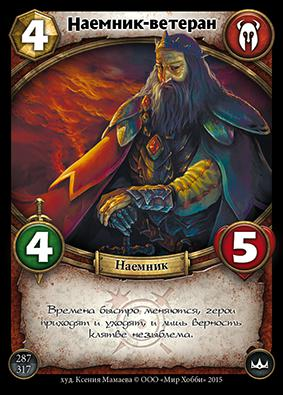 4
Наемник-ветеран
4
Наемник
5
Времена быстро меняются, герои
приходят и уходят, и лишь верность
клятве незыблема.
287
317
худ. Ксения Мамаева © ООО «Мир Хобби» 2015